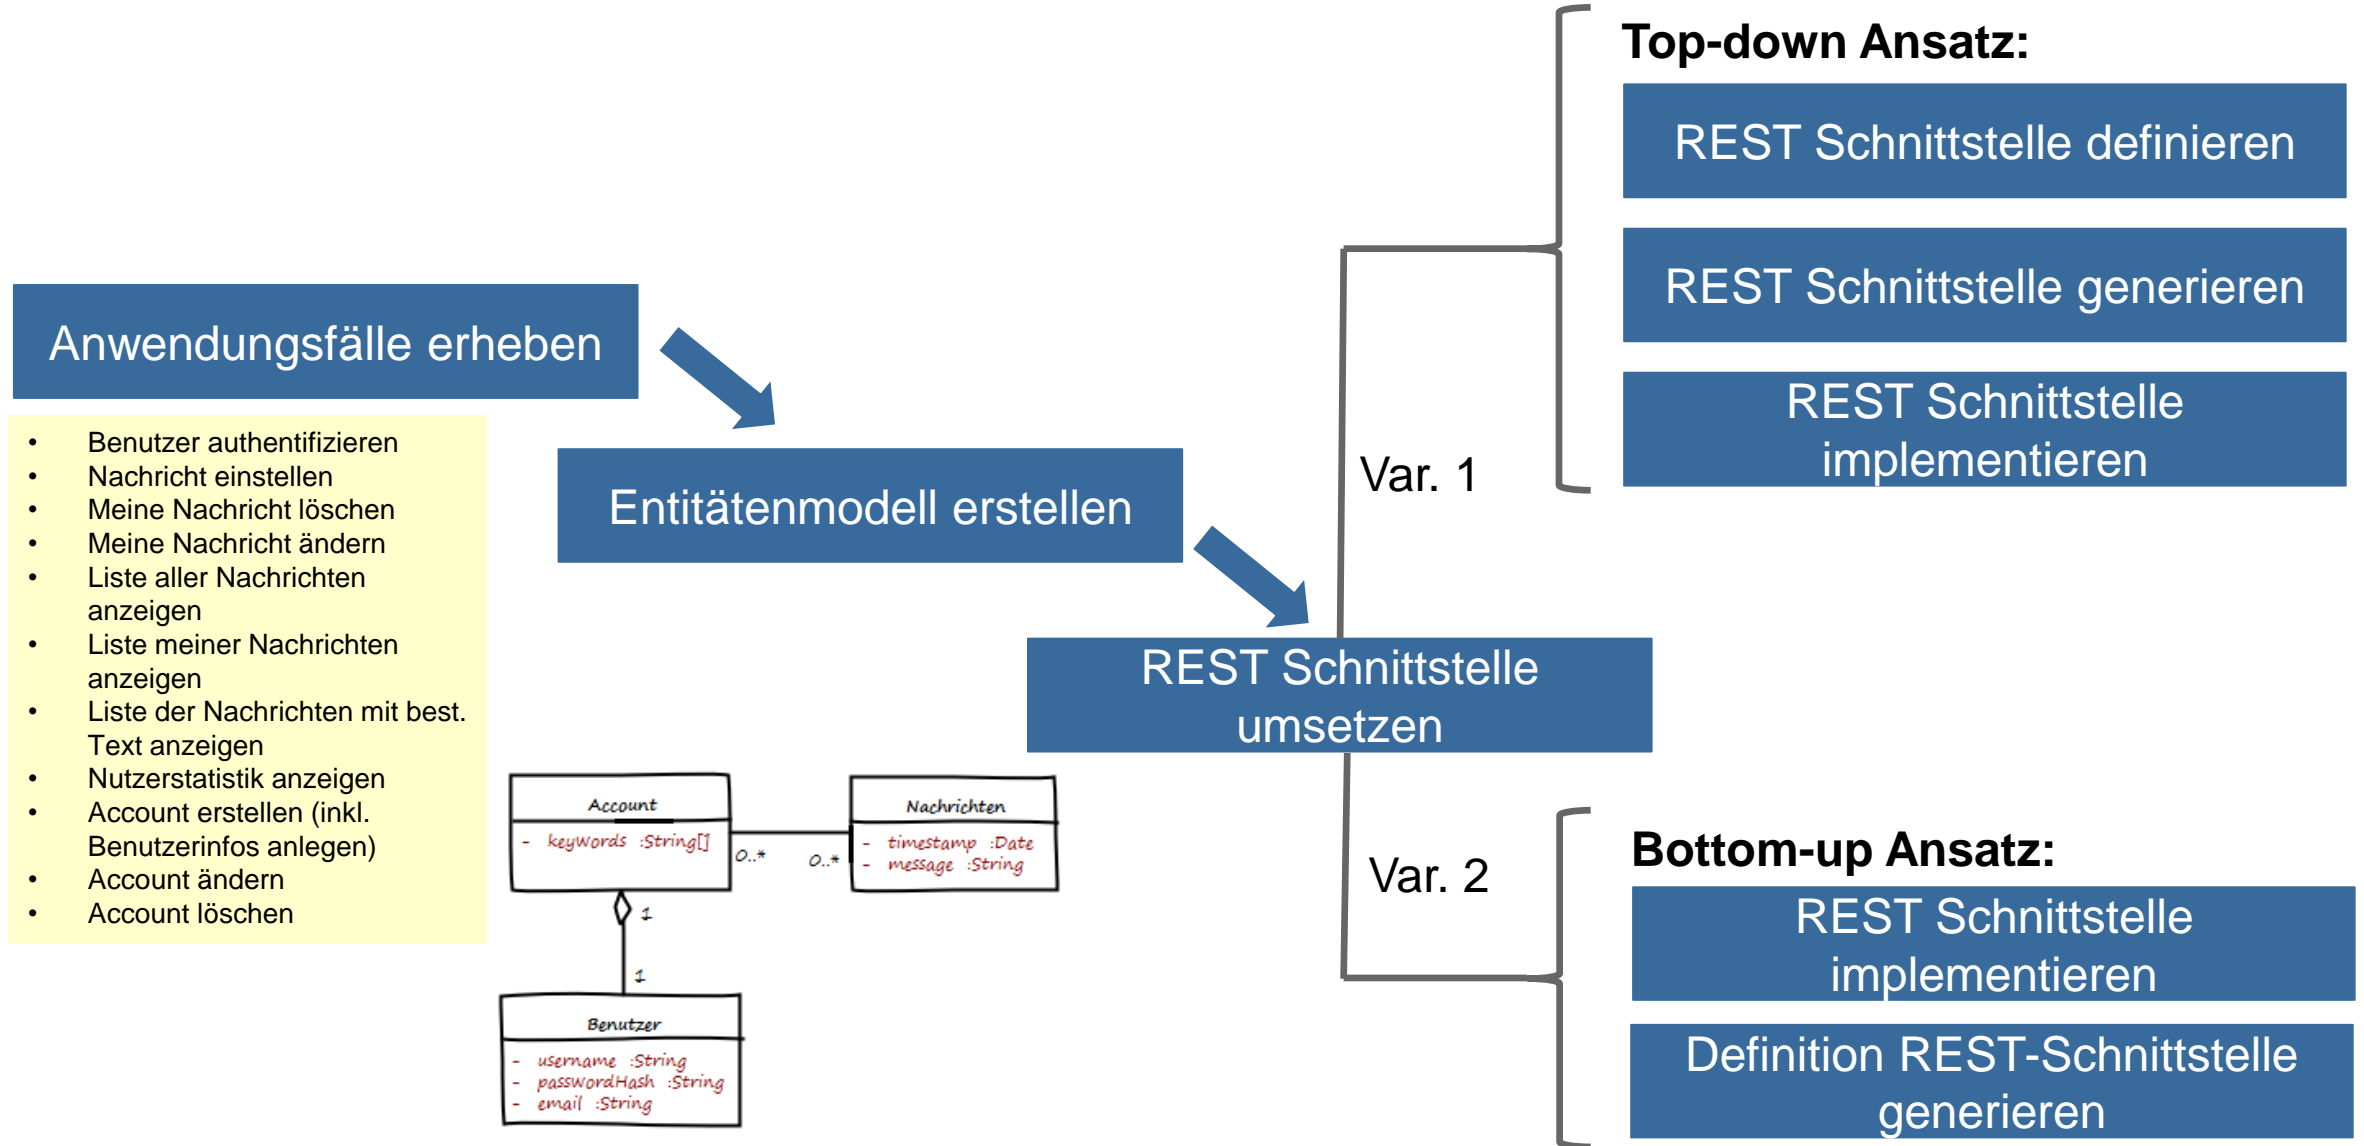 Anwendungsfälle erheben
• Benutzer authentifizieren
• Nachricht einstellen
• Meine Nachricht löschen
• Meine Nachricht ändern
• Liste aller Nachrichten
anzeigen
• Liste meiner Nachrichten
anzeigen
• Liste der Nachrichten mit best.
Text anzeigen
• Nutzerstatistik anzeigen
• Account erstellen (inkl.
Benutzerinfos anlegen)
• Account ändern
• Account löschen
Entitätenmodell erstellen
Account
- keyWords :String[]
0..*
0..*
Nachrichten
- timestamp :Date
- message :String
1
1
Benutzer
- username :String
- passwordHash :String
- email :String
REST Schnittstelle
umsetzen
Var. 1
Top-down Ansatz:
REST Schnittstelle definieren
REST Schnittstelle generieren
REST Schnittstelle
implementieren
Var. 2
Bottom-up Ansatz:
REST Schnittstelle
implementieren
Definition REST-Schnittstelle
generieren